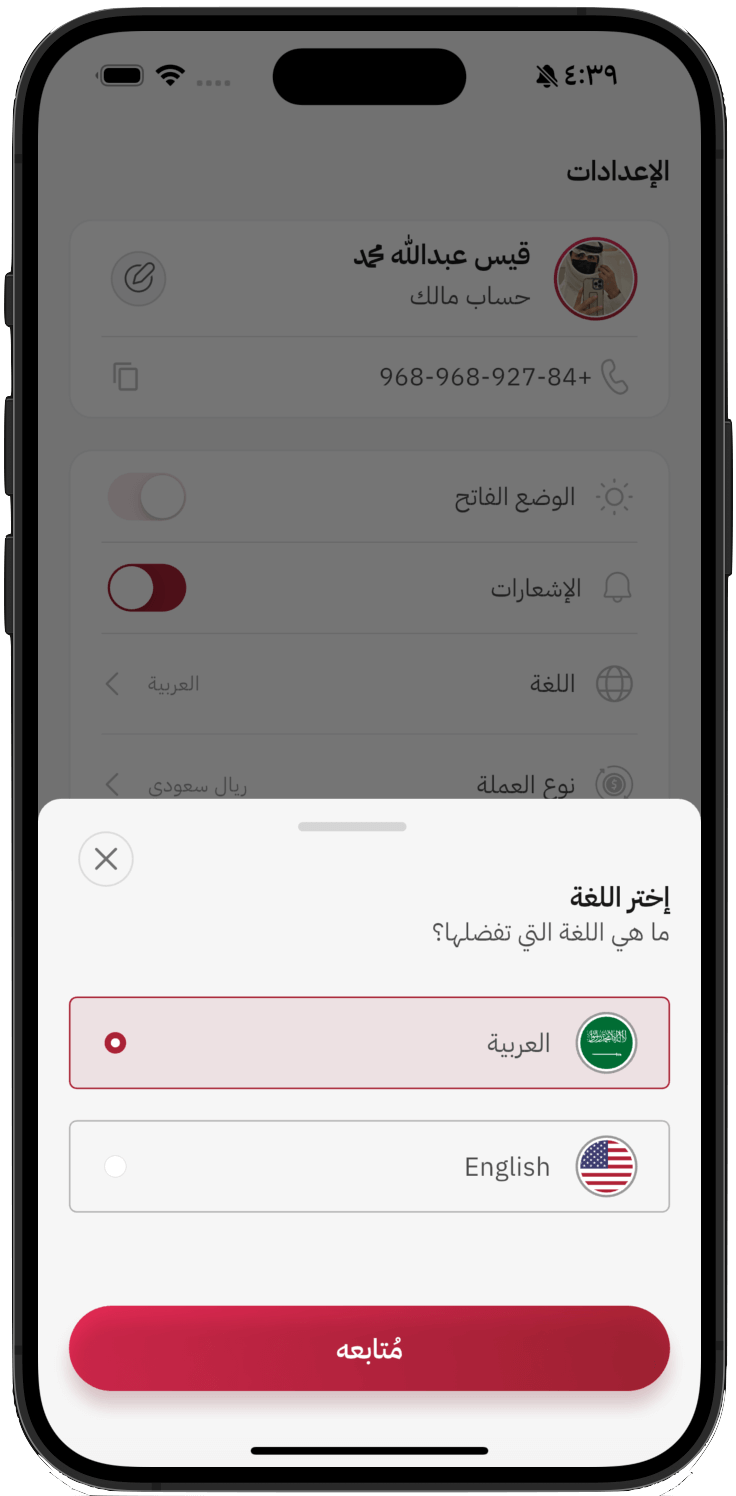 ٤:٣٩
الإعدادات
قيس عبدالله محمد
حساب مالك
968-968-927-84+
الوضع الفاتح
الإشعارات
اللغة العربية
نوع العملة ريال سعودي
إختر اللغة
ما هي اللغة التي تفضلها؟
العربية
English
مُتابعه